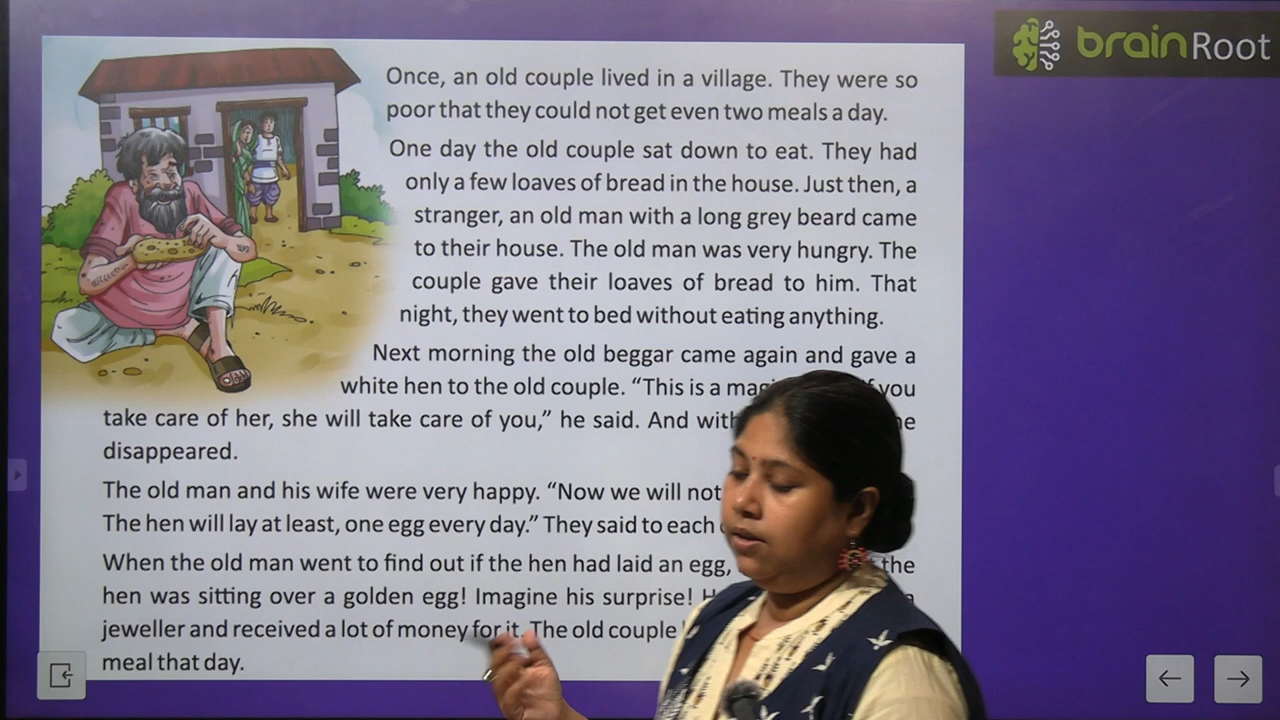 brainRoot
Once, an old couple lived in a village. They were so
poor that they could not get even two meals a day.
One day the old couple sat down to eat. They had
only a few loaves of bread in the house. Just then, a
stranger, an old man with a long grey beard came
to their house. The old man was very hungry. The
couple gave their loaves of bread to him. That
night, they went to bed without eating anything.
Next morning the old beggar came again and gave a
white hen to the old couple. “This is a you
take care of her, she will take care of you,” he said. And
disappeared.
The old man and his wife were very happy. “Now we will not
The hen will lay at least, one egg every day.” They said to each
When the old man went to find out if the hen had laid an egg, the
hen was sitting over a golden egg! Imagine his surprise!
jeweller and received a lot of money for it. The old couple
meal that day.